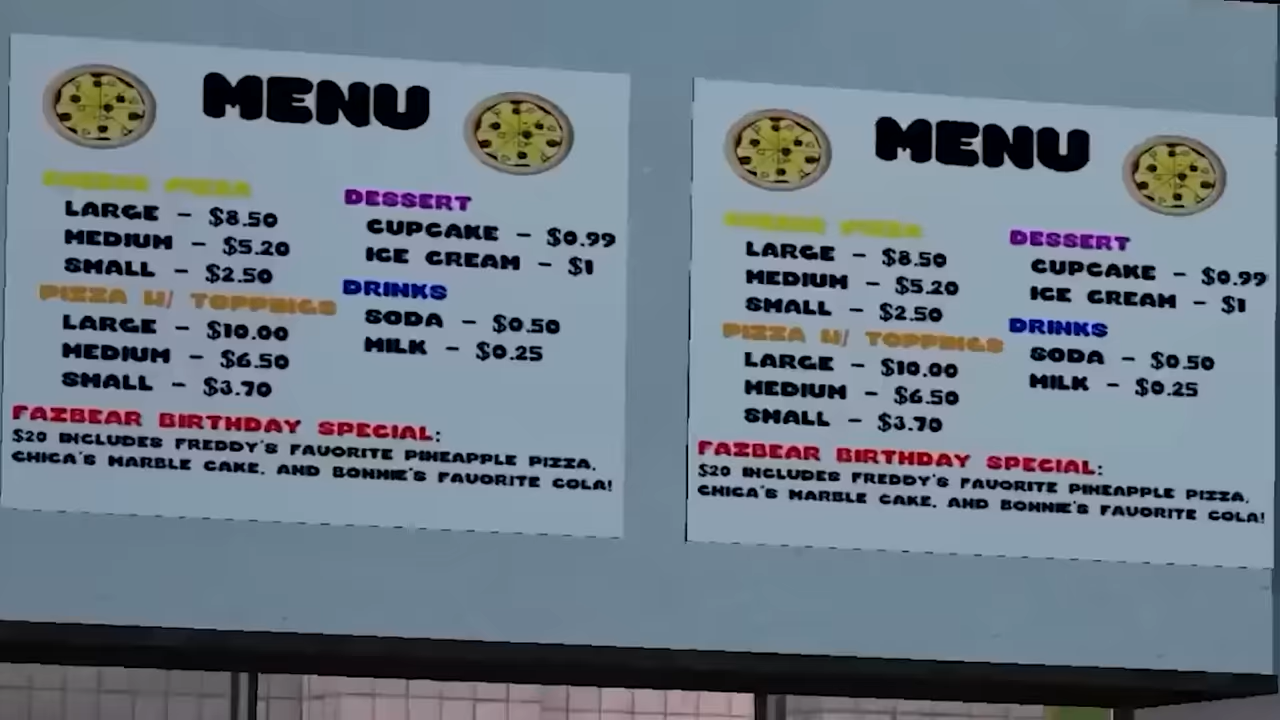 MENU
CHEESE PIZZA
LARGE - $8.50
MEDIUM - $5.20
SMALL - $2.50
PIZZA W/ TOPPINGS
LARGE - $10.00
MEDIUM - $6.50
SMALL - $3.70
DESSERT
CUPCAKE - $0.99
ICE CREAM - $1
DRINKS
SODA - $0.50
MILK - $0.25
FAZBEAR BIRTHDAY SPECIAL:
$20 INCLUDES FREDDY'S FAVORITE PINEAPPLE PIZZA,
CHICA'S MARBLE CAKE, AND BONNIE'S FAVORITE COLA!
MENU
CHEESE PIZZA
LARGE - $8.50
MEDIUM - $5.20
SMALL - $2.50
PIZZA W/ TOPPINGS
LARGE - $10.00
MEDIUM - $6.50
SMALL - $3.70
DESSERT
CUPCAKE - $0.99
ICE CREAM - $1
DRINKS
SODA - $0.50
MILK - $0.25
FAZBEAR BIRTHDAY SPECIAL:
$20 INCLUDES FREDDY'S FAVORITE PINEAPPLE PIZZA,
CHICA'S MARBLE CAKE, AND BONNIE'S FAVORITE COLA!